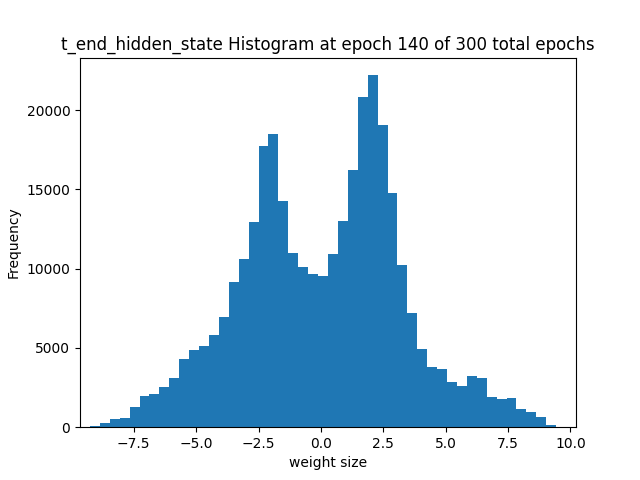 t_end_hidden_state Histogram at epoch 140 of 300 total epochs
Frequency
20000
15000
10000
5000
0
−7.5 −5.0 −2.5 0.0 2.5 5.0 7.5 10.0
weight size